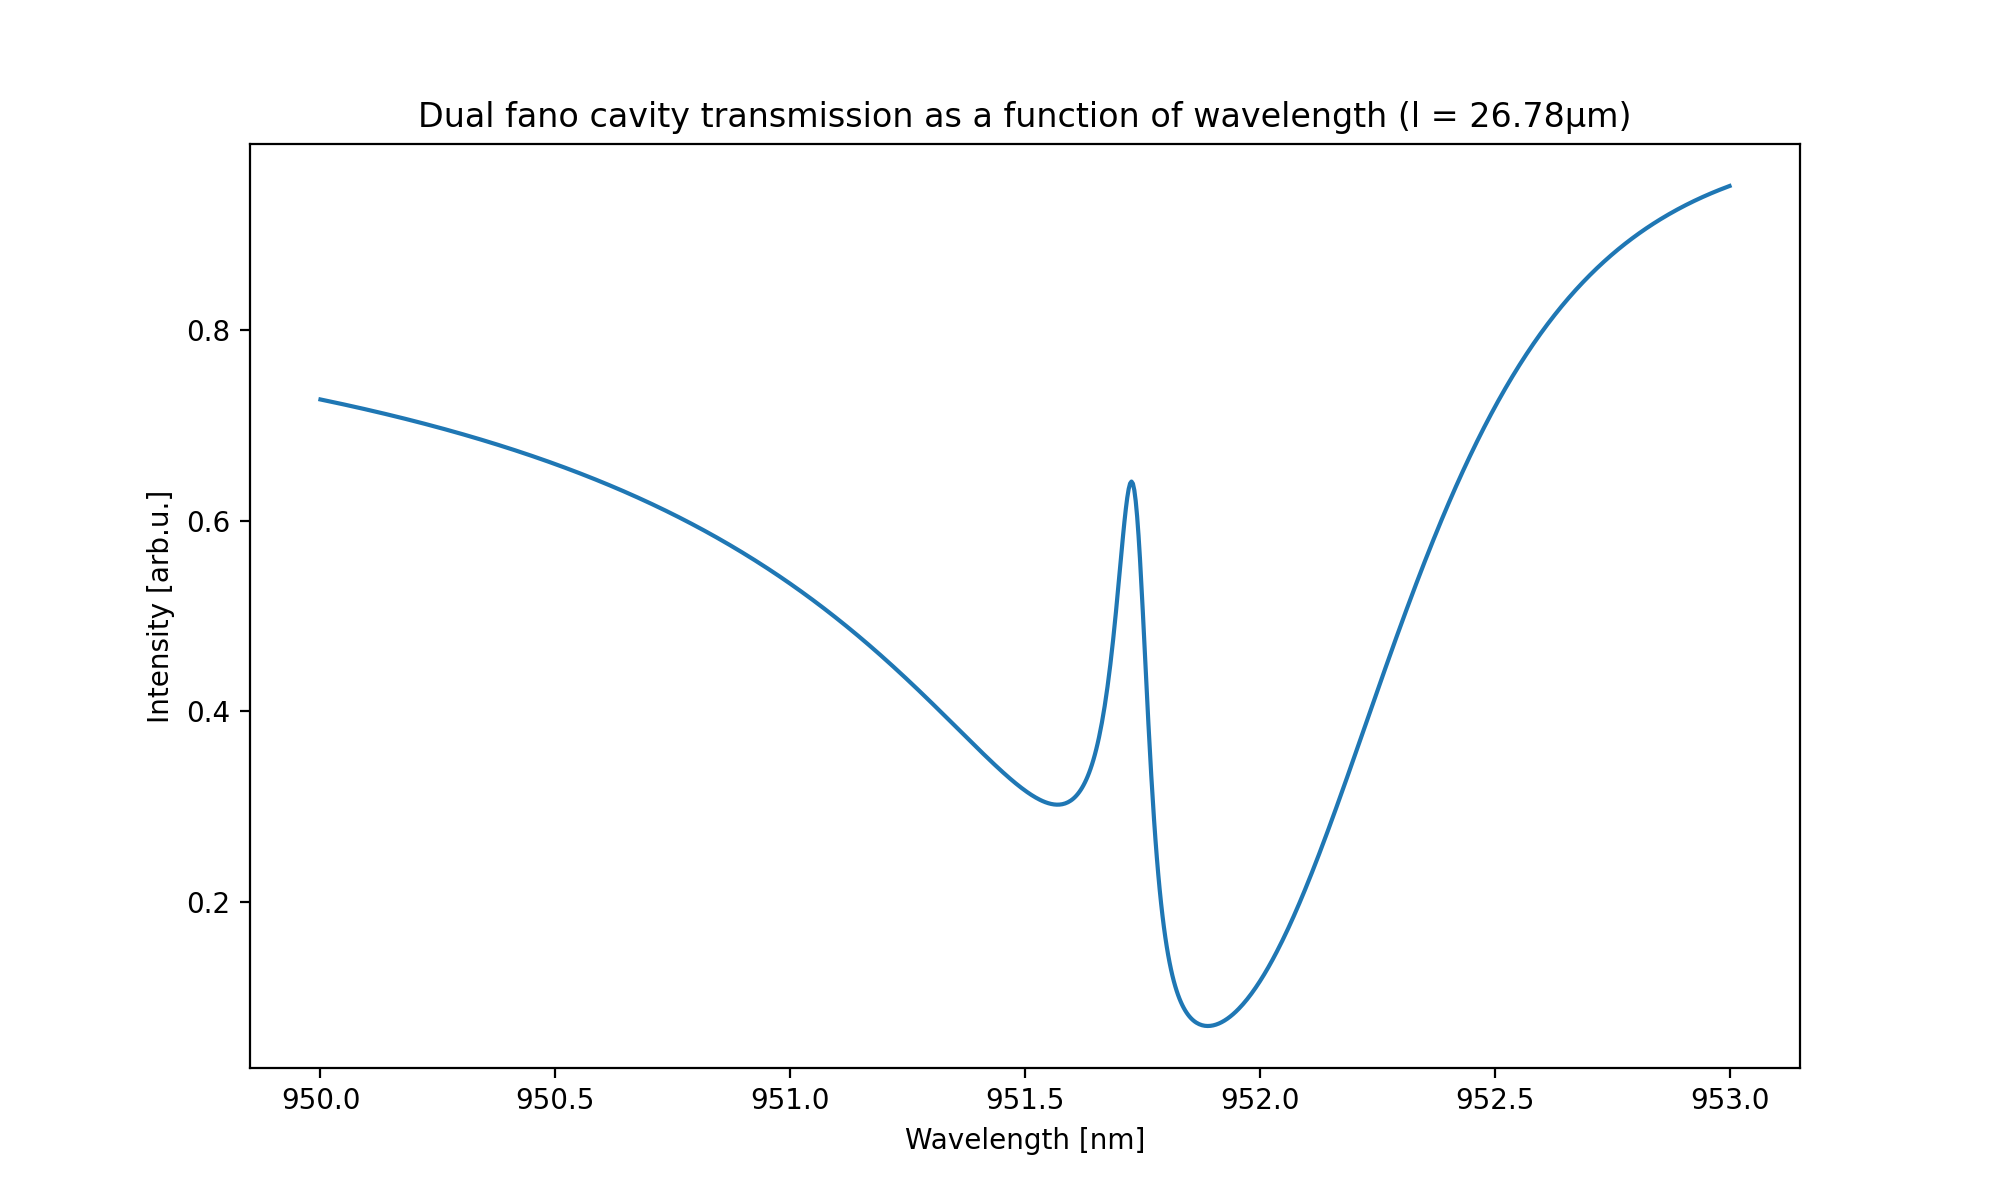 Dual fano cavity transmission as a function of wavelength (l = 26.78μm)
Intensity [arb.u.]
0.8
0.6
0.4
0.2
950.0 950.5 951.0 951.5 952.0 952.5 953.0
Wavelength [nm]